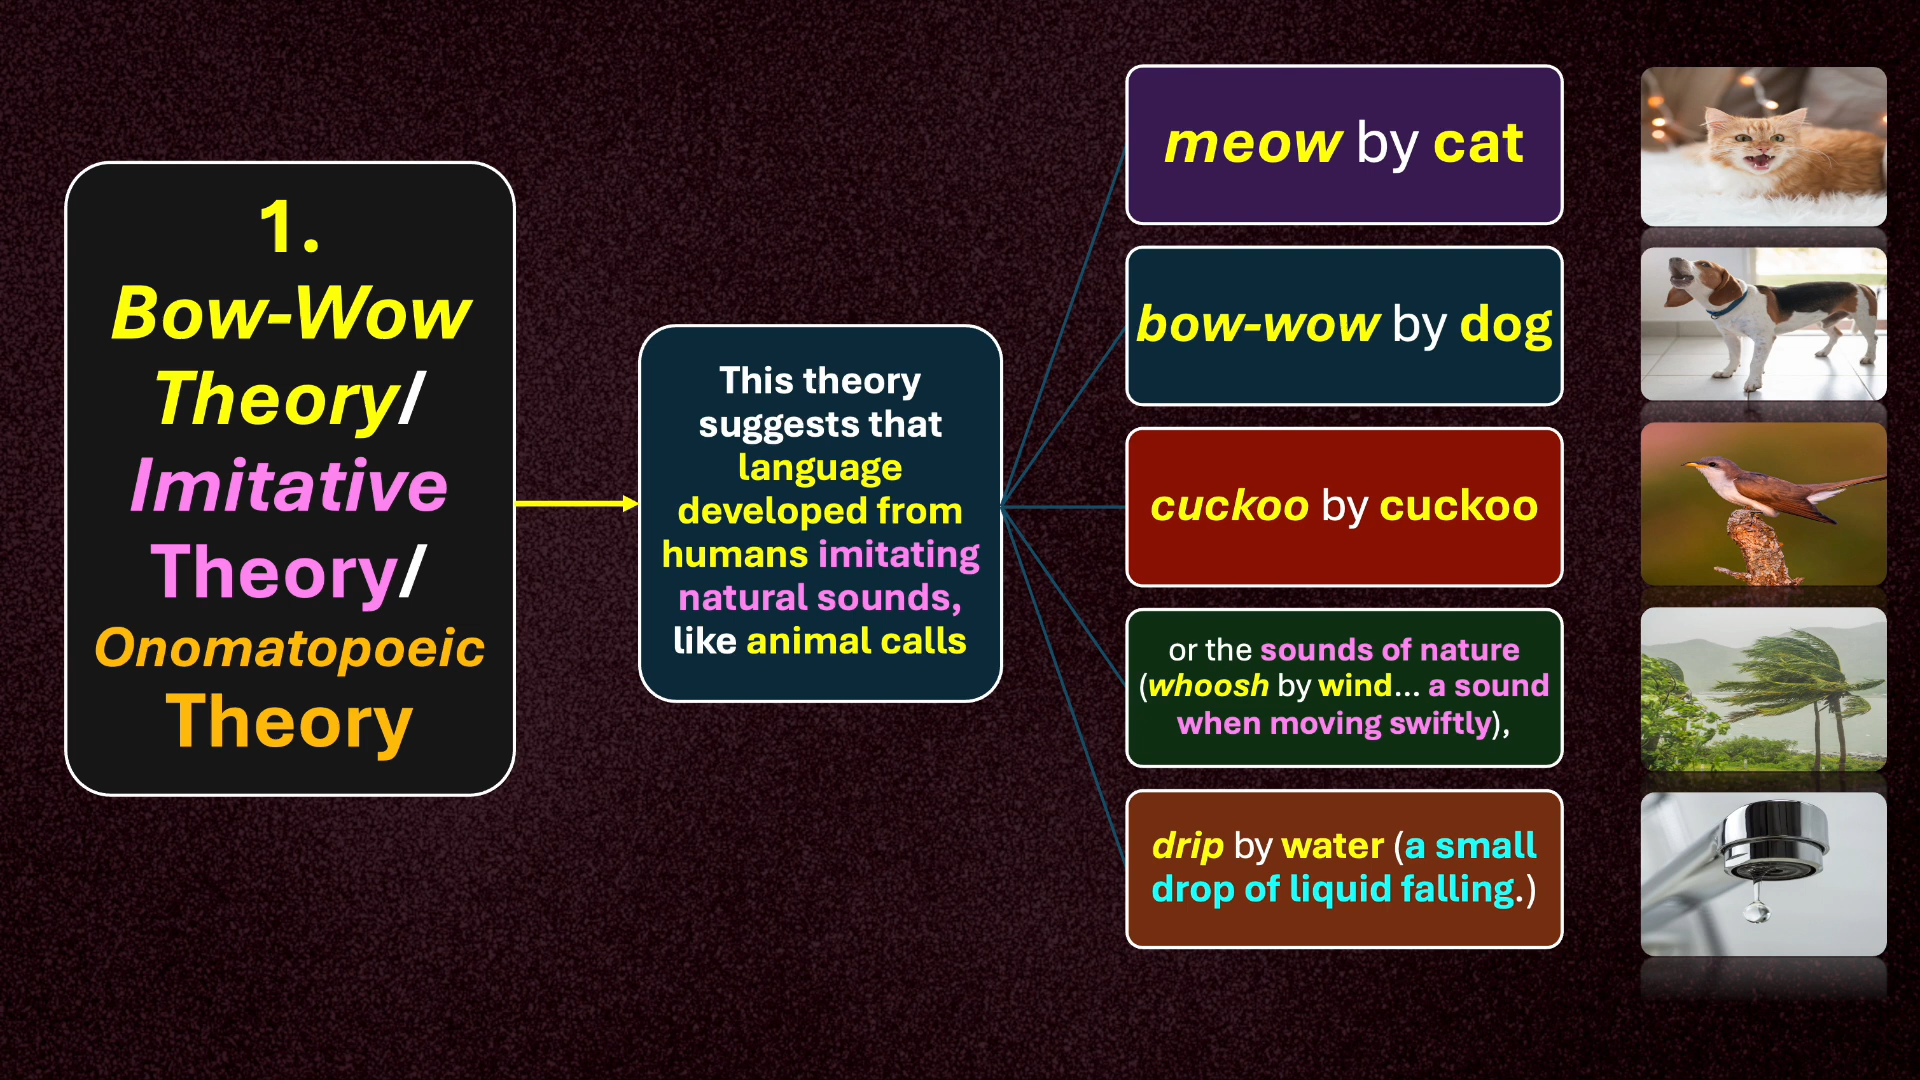 1.
Bow-Wow
Theory/
Imitative
Theory/
Onomatopoeic
Theory
This theory
suggests that
language
developed from
humans imitating
natural sounds,
like animal calls
meow by cat
bow-wow by dog
cuckoo by cuckoo
or the sounds of nature
(whoosh by wind... a sound
when moving swiftly),
drip by water (a small
drop of liquid falling.)